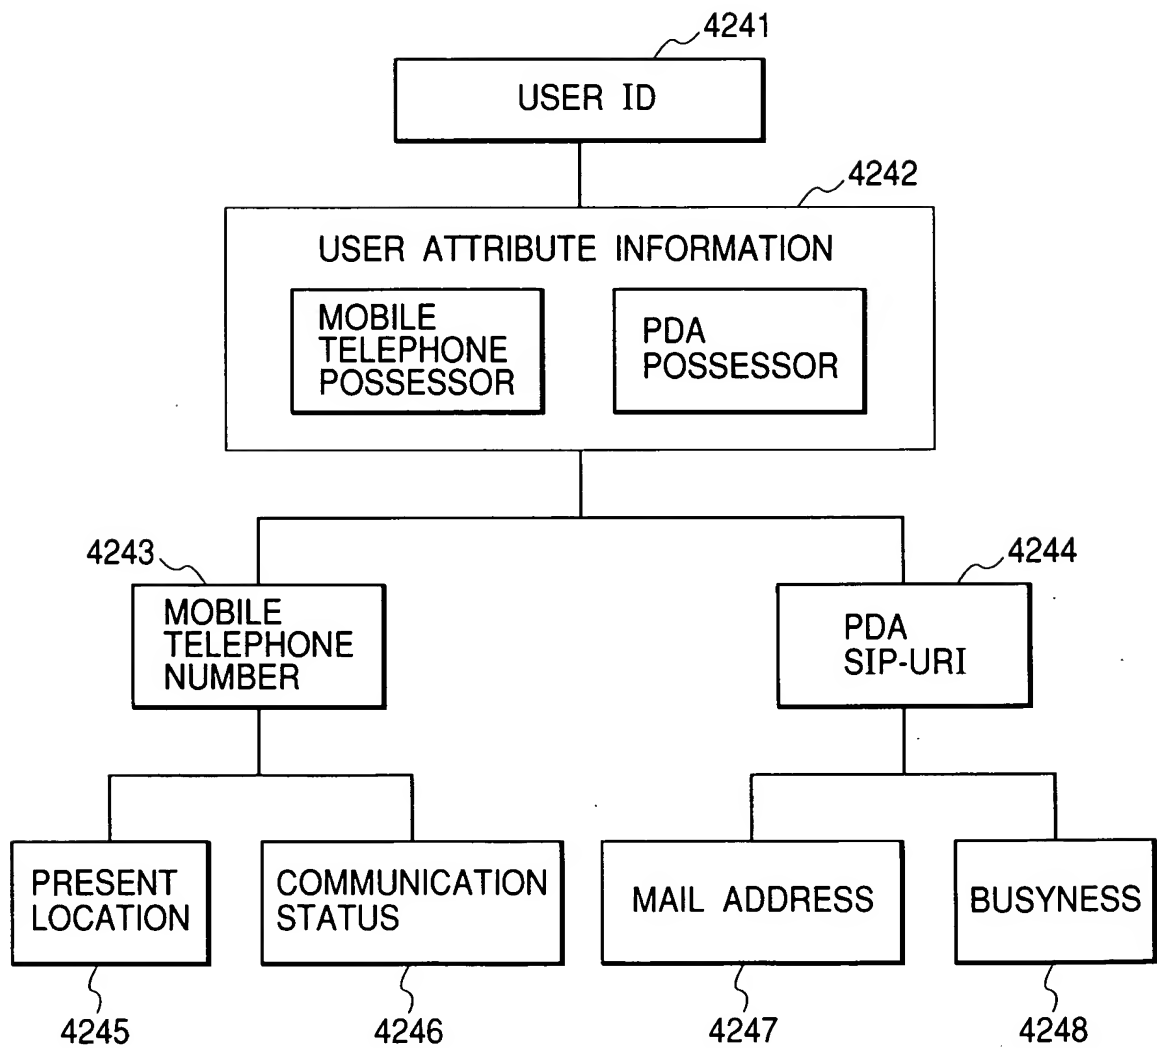 4241
USER ID
4242
USER ATTRIBUTE INFORMATION
MOBILE
TELEPHONE
POSSESSOR
PDA
POSSESSOR
4243
MOBILE
TELEPHONE
NUMBER
4244
PDA
SIP-URI
PRESENT
LOCATION
COMMUNICATION
STATUS
MAIL ADDRESS
BUSYNESS
4245
4246
4247
4248